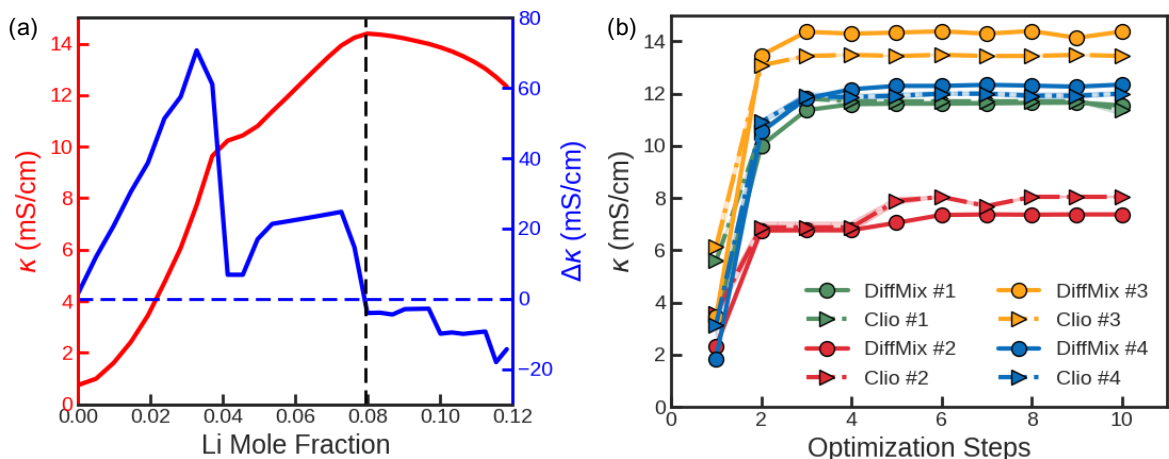 (a)
κ (mS/cm)
14
12
10
8
6
4
2
0
80
60
40
20
0
−20
Δκ (mS/cm)
0.00 0.02 0.04 0.06 0.08 0.10 0.12
Li Mole Fraction
(b)
κ (mS/cm)
14
12
10
8
6
4
2
0
DiffMix #1
Clio #1
DiffMix #2
Clio #2
DiffMix #3
Clio #3
DiffMix #4
Clio #4
0 2 4 6 8 10
Optimization Steps